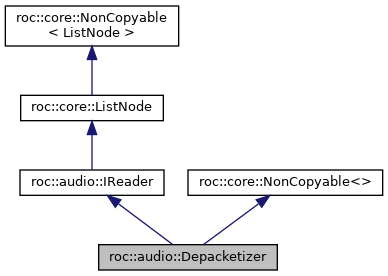 roc::core::NonCopyable
< ListNode >
roc::core::ListNode
roc::audio::IReader
roc::core::NonCopyable<>
roc::audio::Depacketizer